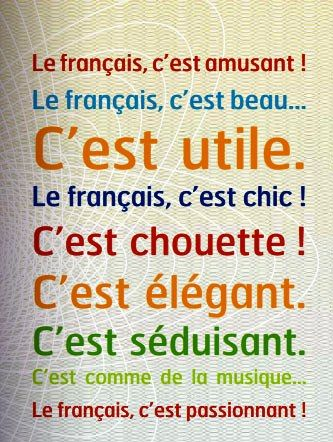 Le français, c’est amusant !
Le français, c’est beau...
C’est utile.
Le français, c’est chic !
C’est chouette !
C’est élégant.
C’est séduisant.
C’est comme de la musique...
Le français, c’est passionnant !